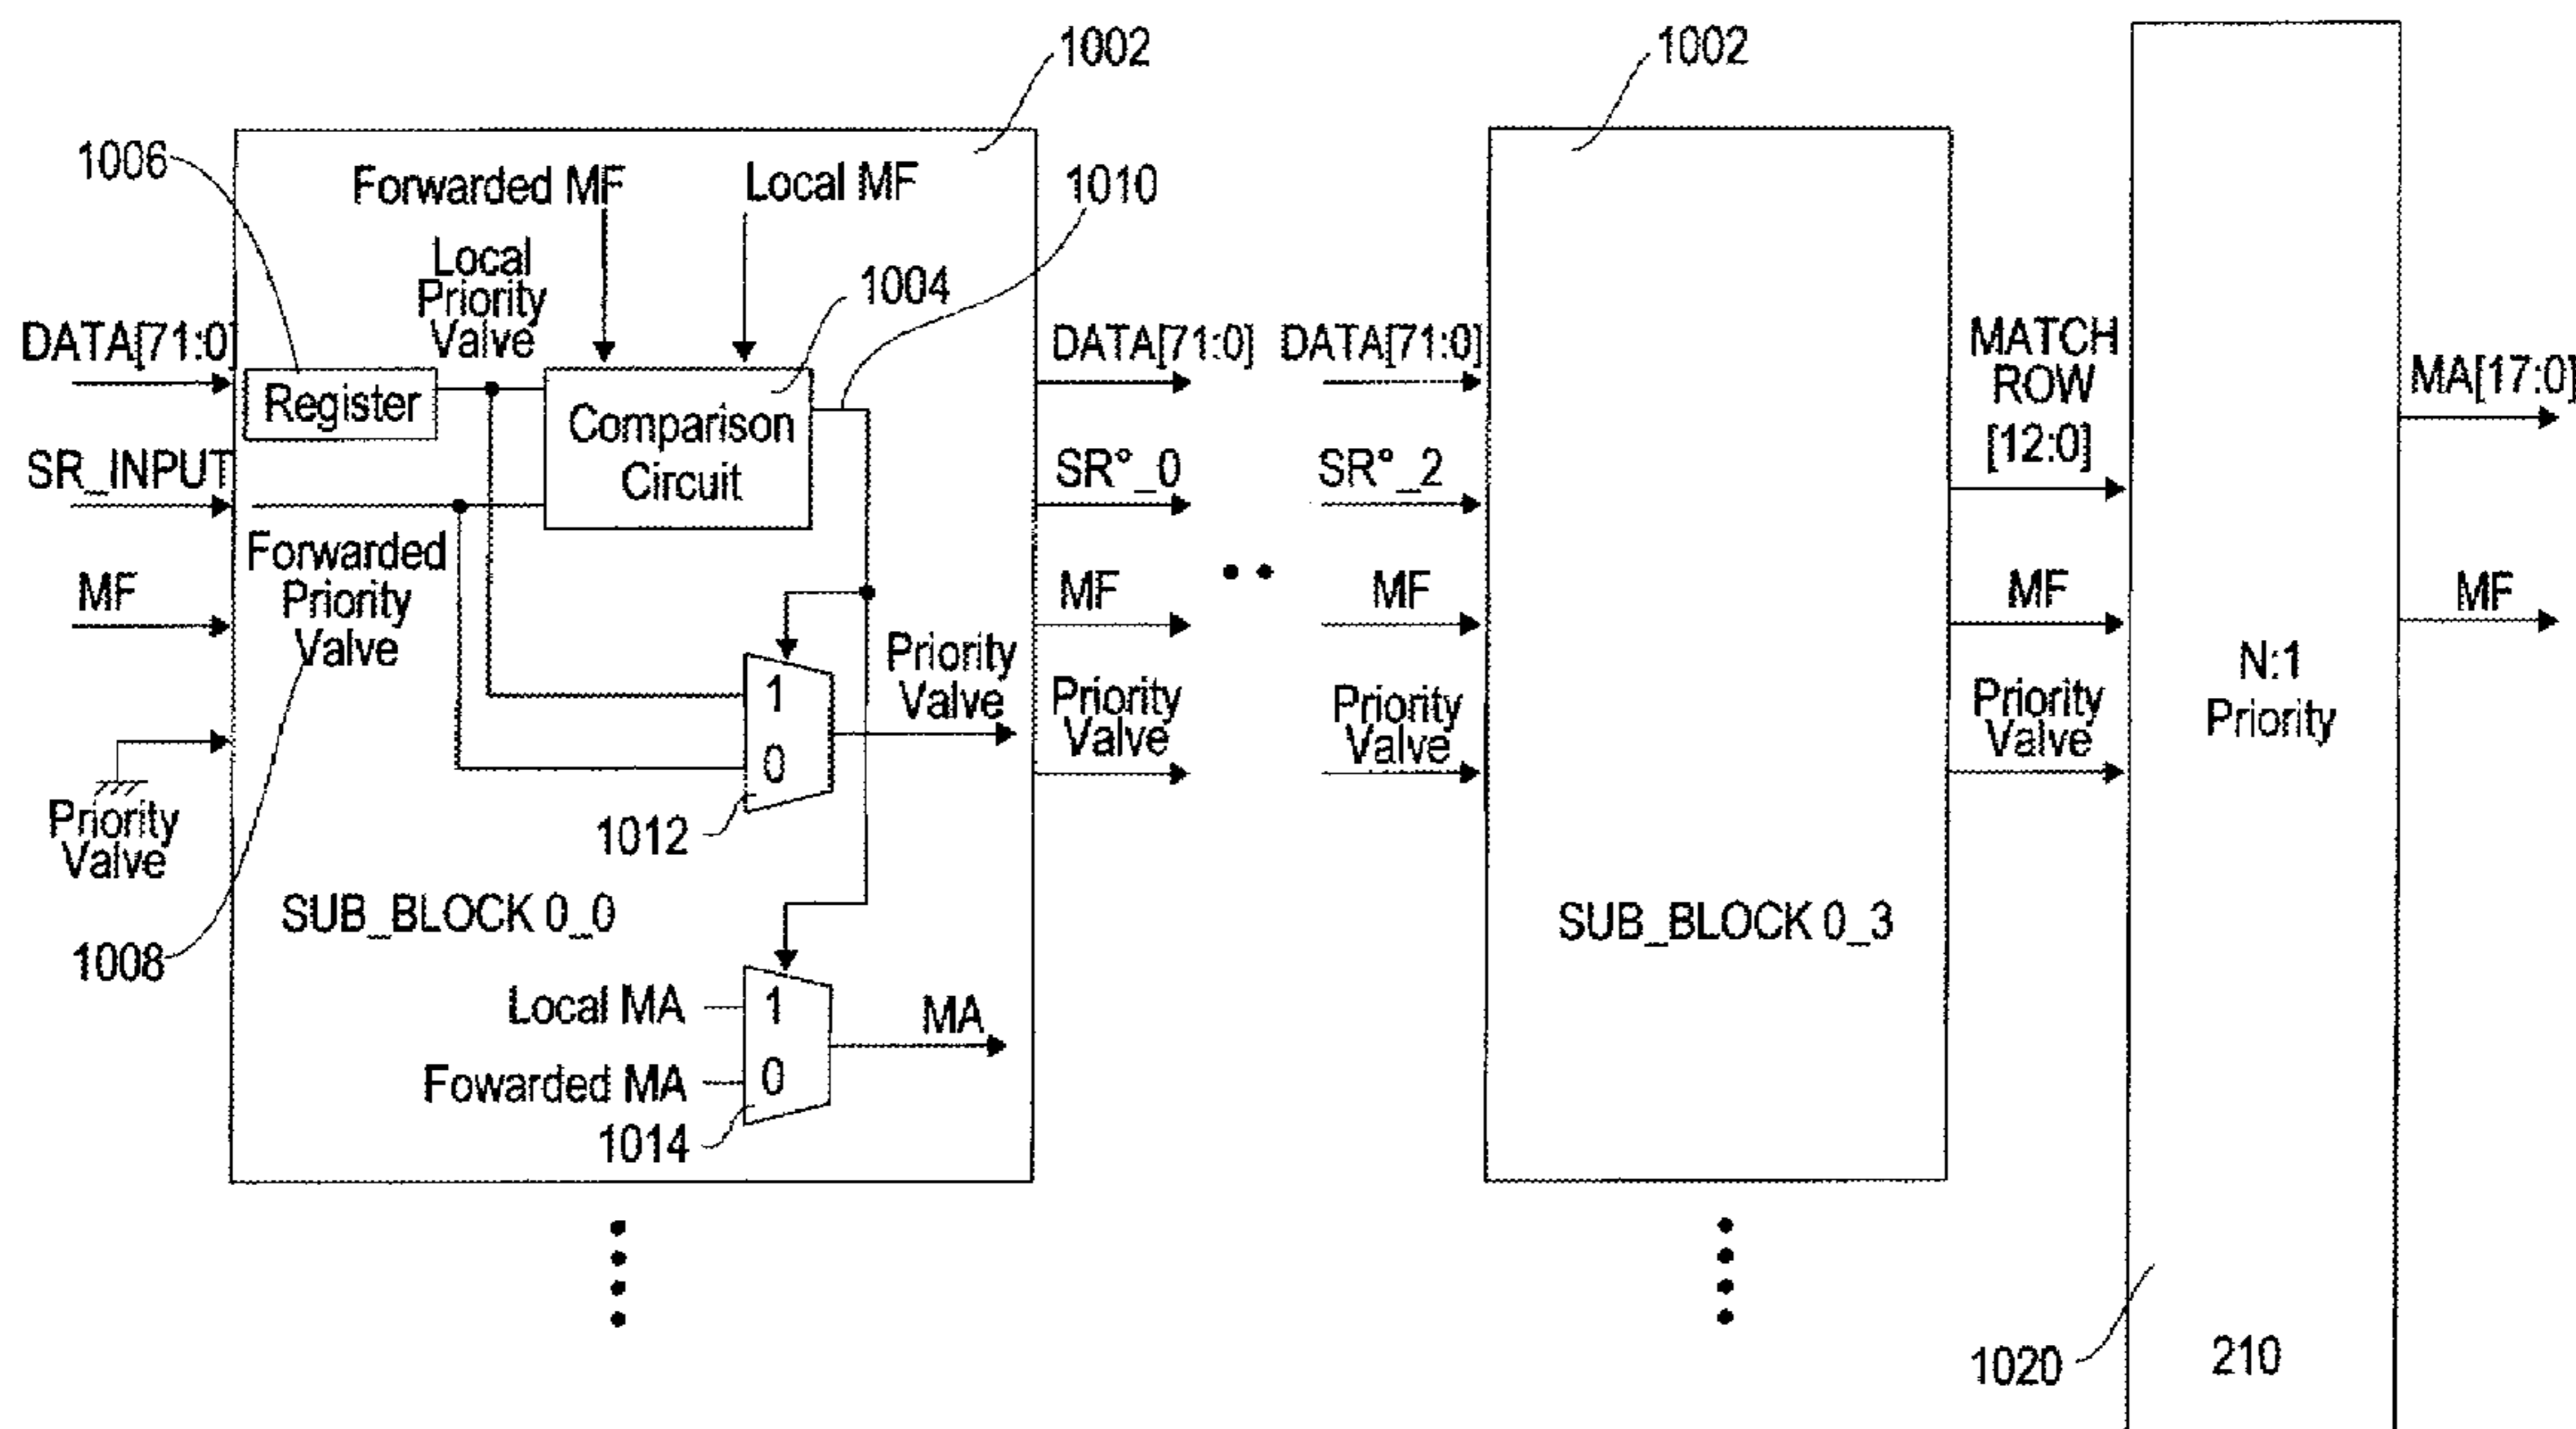 1002
1002
1006
Forwarded MF
Local MF
1010
Local
Priority
Valve
1004
DATA[71:0]
Register
Comparison
Circuit
SR_INPUT
Forwarded
Priority
Valve
MF
Priority
Valve
1
0
Priority
Valve
1012
SUB_BLOCK 0_0
1008
Local MA
Fowarded MA
1
0
MA
1014
DATA[71:0]
SR°_0
MF
Priority
Valve
DATA[71:0]
SR°_2
MF
Priority
Valve
SUB_BLOCK 0_3
MATCH
ROW
[12:0]
MF
Priority
Valve
N:1
Priority
MA[17:0]
MF
1020
210